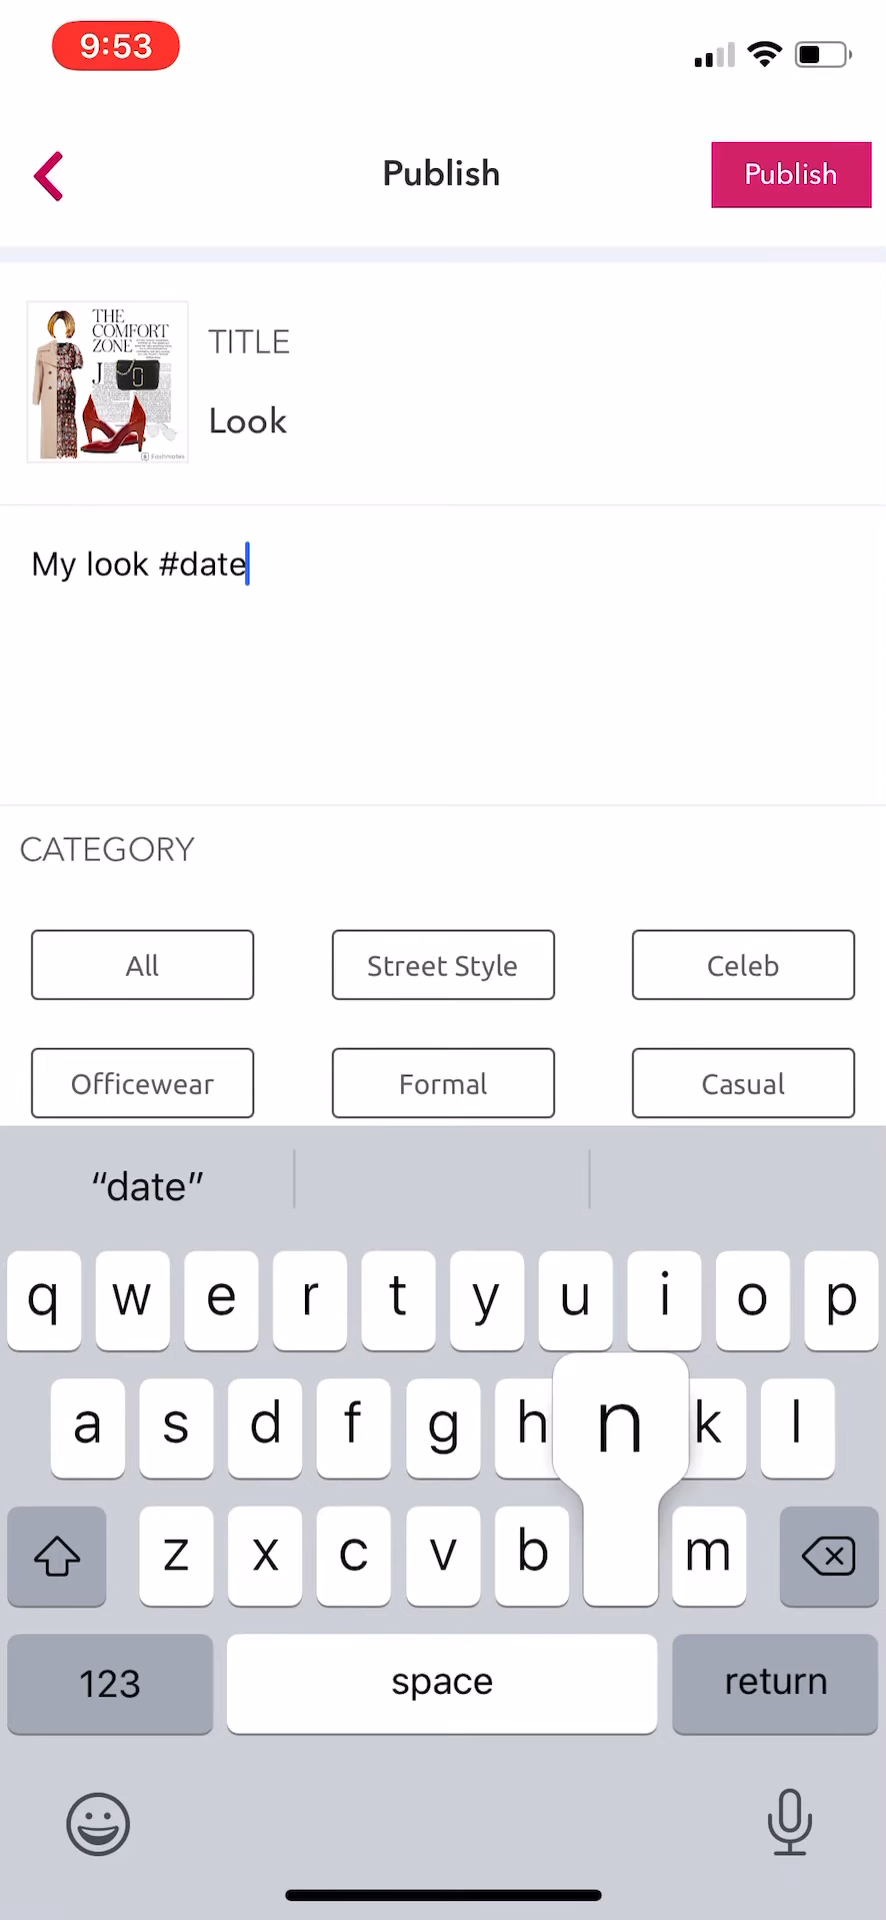 9:53
Publish
Publish
THE
COMFORT
ZONE
J
Fashmates
TITLE
Look
My look #date
CATEGORY
All
Street Style
Celeb
Officewear
Formal
Casual
“date”
q w e r t y u i o p
a s d f g h n k l
z x c v b m
123
space
return